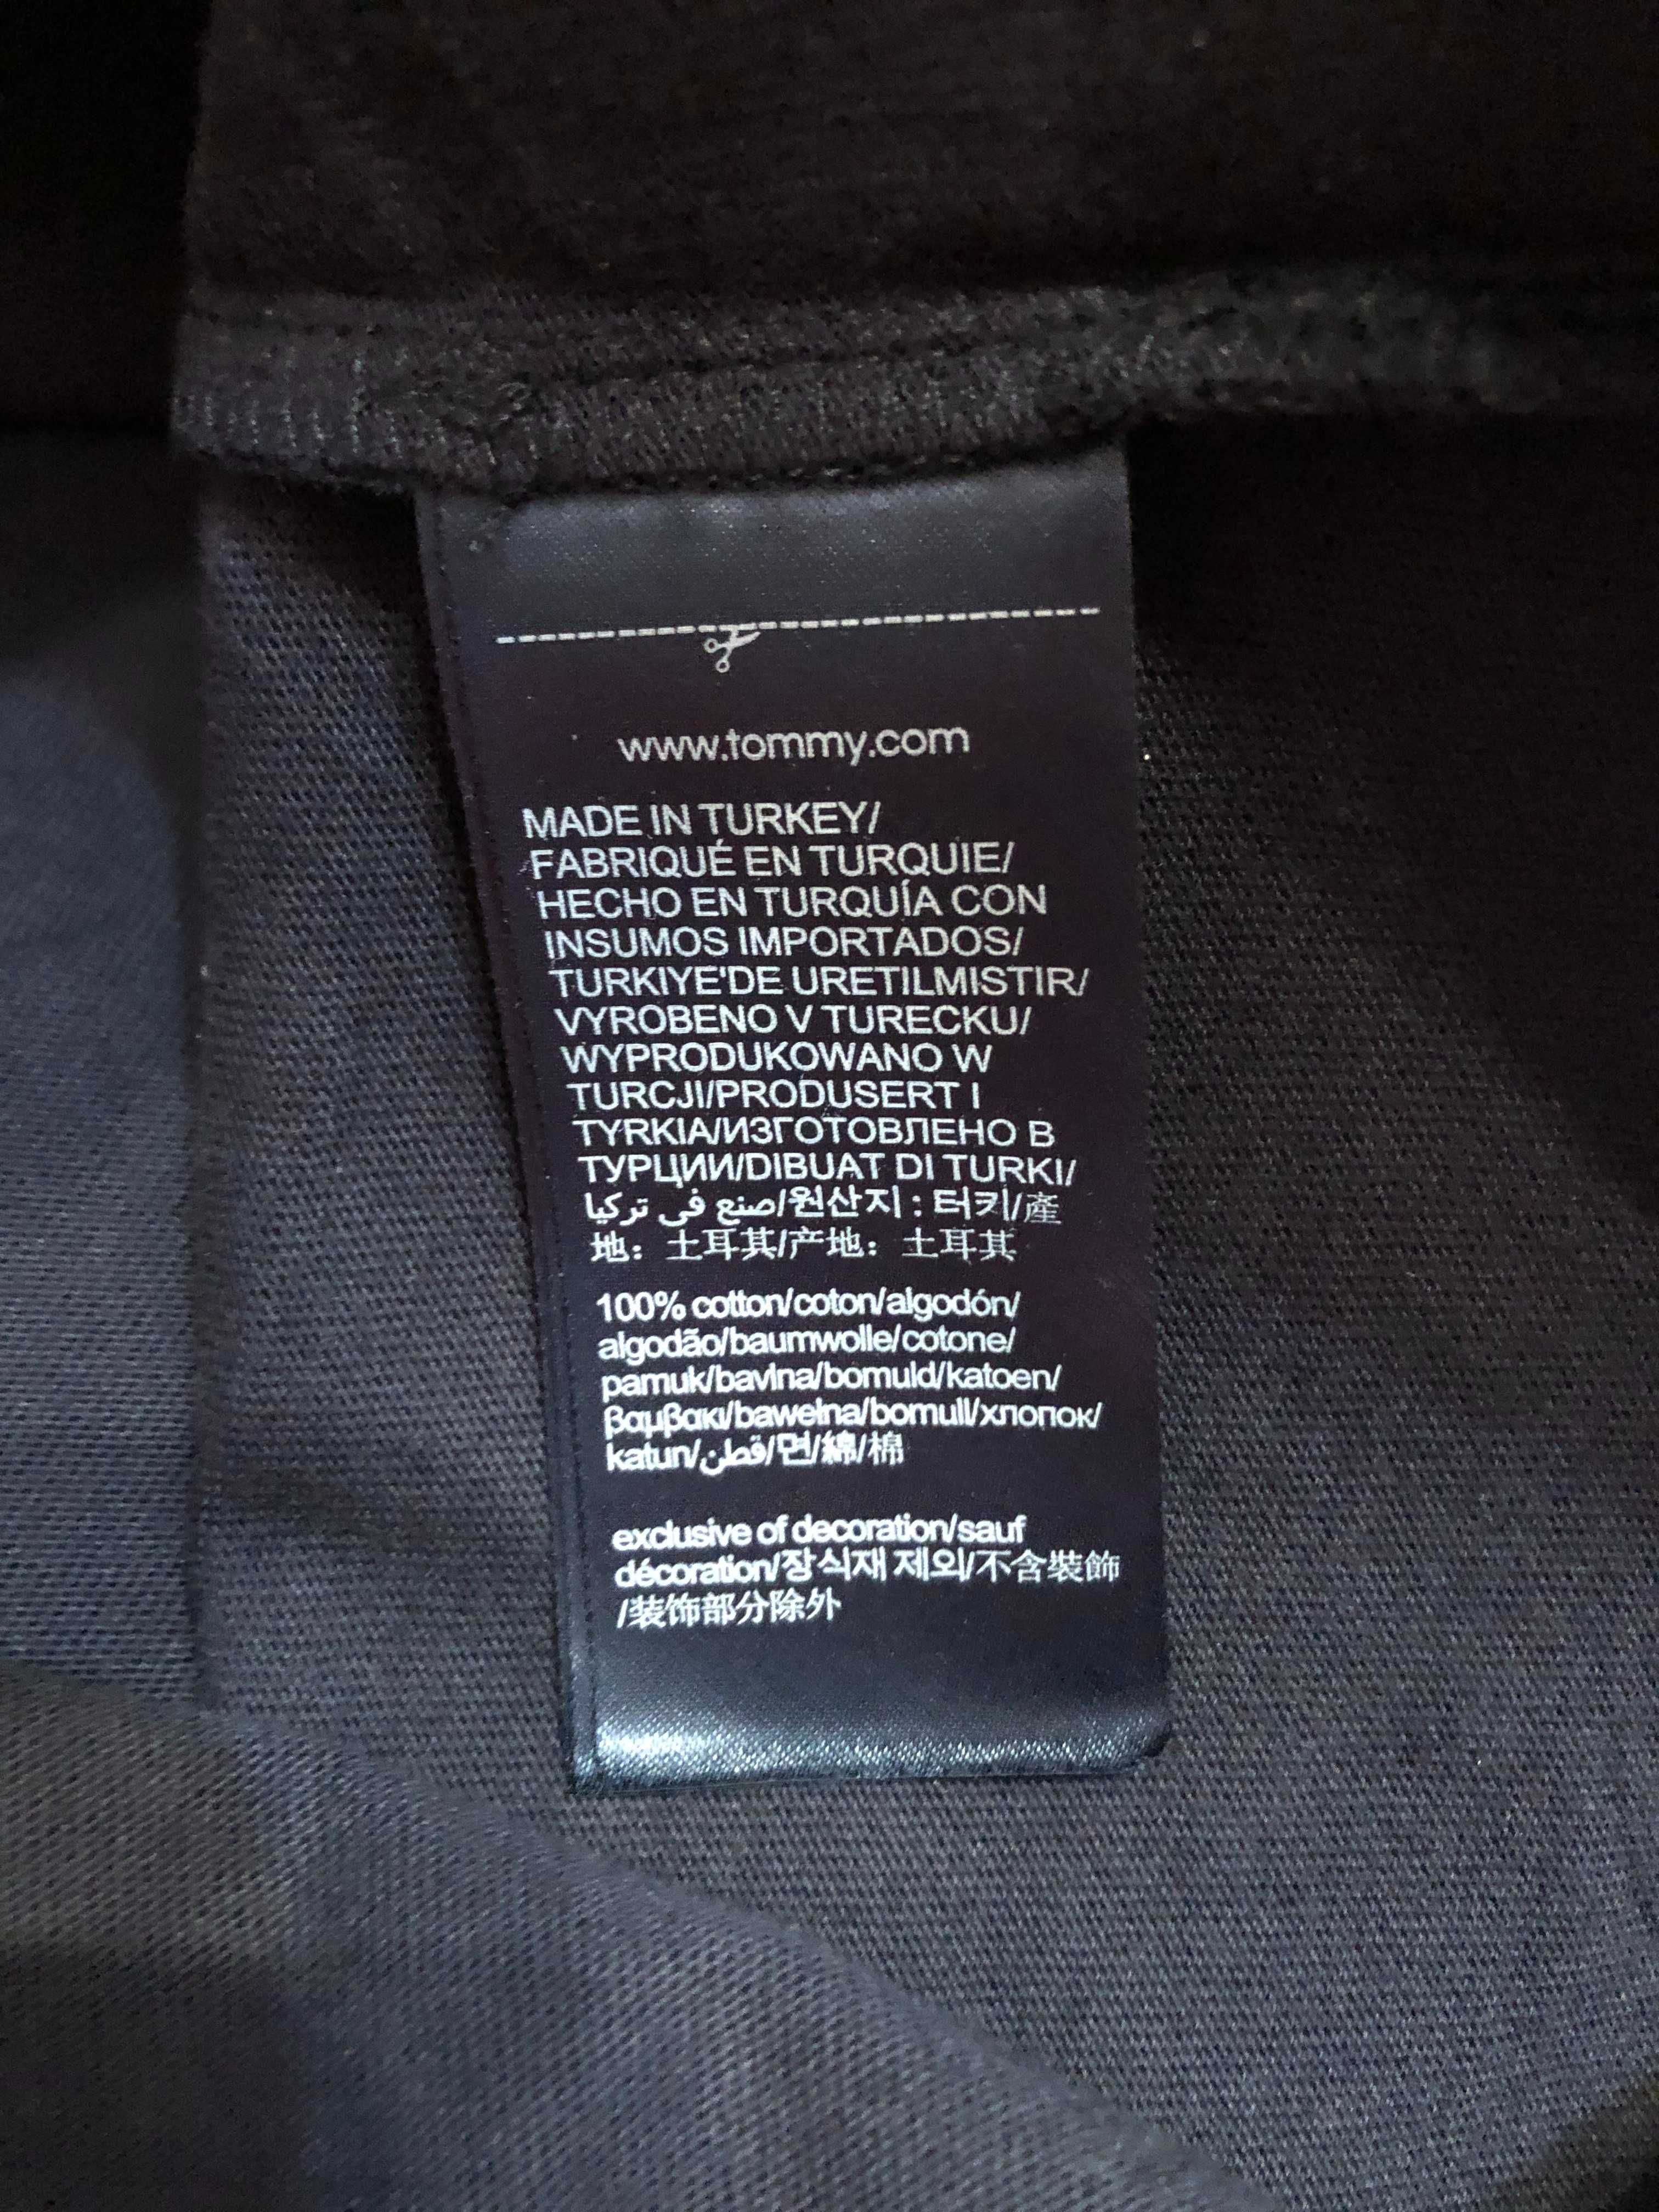 www.tommy.com
MADE IN TURKEY/
FABRIQUÉ EN TURQUIE/
HECHO EN TURQUÍA CON
INSUMOS IMPORTADOS/
TURKIYE'DE URETILMISTIR/
VYROBENO V TURECKU/
WYPRODUKOWANO W
TURCJI/PRODUSERT I
TYRKIA/ИЗГОТОВЛЕНО В
ТУРЦИИ/DIBUAT DI TURKI/
صنع في تركيا/원산지 : 터키/產
地：土耳其/产地：土耳其
100% cotton/coton/algodón/
algodão/baumwolle/cotone/
pamuk/bavlna/bomuld/katoen/
βαμβακι/bawełna/bomull/хлопок/
katun/قطن/면/綿/棉
exclusive of decoration/sauf
décoration/장식재 제외/不含裝飾
/装饰部分除外